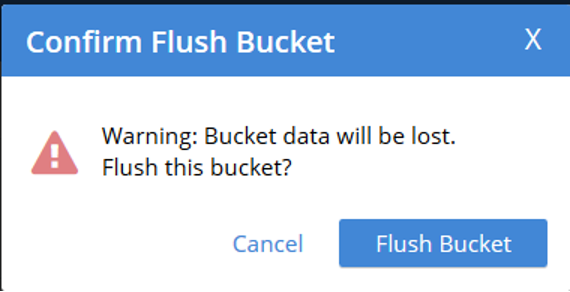 Confirm Flush Bucket X
Warning: Bucket data will be lost.
Flush this bucket?
Cancel Flush Bucket